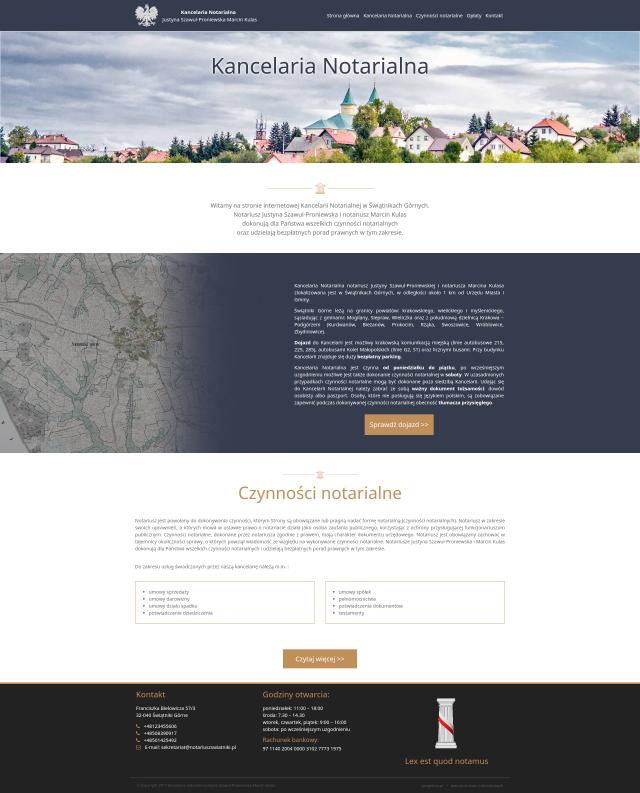 Kancelaria Notarialna
Justyna Szawuł-Proniewska Marcin Kulas
Strona główna Kancelaria Notarialna Czynności notarialne Opłaty Kontakt
Kancelaria Notarialna
Witamy na stronie internetowej Kancelarii Notarialnej w Świątnikach Górnych.
Notariusz Justyna Szawuł-Proniewska i notariusz Marcin Kulas
dokonują dla Państwa wszelkich czynności notarialnych
oraz udzielają bezpłatnych porad prawnych w tym zakresie.
Kancelaria Notarialna notariusz Justyny Szawuł-Proniewskiej i notariusza Marcina Kulasa
zlokalizowana jest w Świątnikach Górnych, w odległości około 1 km od Urzędu Miasta i
Gminy.
Świątniki Górne leżą na granicy powiatów krakowskiego, wielickiego i myślenickiego,
sąsiadując z gminami: Mogilany, Siepraw, Wieliczka oraz z południową dzielnicą Krakowa –
Podgórzem (Kurdwanów, Bieżanów, Prokocim, Rżąka, Swoszowice, Wróblowice,
Zbydniowice).
Dojazd do Kancelarii jest możliwy krakowską komunikacją miejską (linie autobusowe 215,
225, 285), autobusami Kolei Małopolskich (linie G2, S1) oraz licznymi busami. Przy budynku
Kancelarii znajduje się duży bezpłatny parking.
Kancelaria Notarialna jest czynna od poniedziałku do piątku, po wcześniejszym
uzgodnieniu możliwe jest także dokonanie czynności notarialnej w soboty. W uzasadnionych
przypadkach czynności notarialne mogą być dokonane poza siedzibą Kancelarii. Udając się
do Kancelarii Notarialnej należy zabrać ze sobą ważny dokument tożsamości: dowód
osobisty albo paszport. Osoby, które nie posługują się językiem polskim, są zobowiązane
zapewnić podczas dokonywanej czynności notarialnej obecność tłumacza przysięgłego.
Sprawdź dojazd >>
Czynności notarialne
Notariusz jest powołany do dokonywania czynności, którym Strony są obowiązane lub pragną nadać formę notarialną (czynności notarialnych). Notariusz w zakresie
swoich uprawnień, o których mowa w ustawie prawo o notariacie działa jako osoba zaufania publicznego, korzystając z ochrony przysługującej funkcjonariuszom
publicznym. Czynności notarialne, dokonane przez notariusza zgodnie z prawem, mają charakter dokumentu urzędowego. Notariusz jest obowiązany zachować w
tajemnicy okoliczności sprawy, o których powziął wiadomość ze względu na wykonywane czynności notarialne. Notariusze Justyna Szawuł-Proniewska i Marcin Kulas
dokonują dla Państwa wszelkich czynności notarialnych i udzielają bezpłatnych porad prawnych w tym zakresie.
Do zakresu usług świadczonych przez naszą kancelarię należą m.in. :
umowy sprzedaży
umowy darowizny
umowy działu spadku
poświadczenie dziedziczenia
umowy spółek
pełnomocnictwa
poświadczenia dokumentów
testamenty
Czytaj więcej >>
Kontakt
Franciszka Bielowicza 57/3
32-040 Świątniki Górne
+48123455606
+48508390917
+48501425492
E-mail: sekretariat@notariuszswiatniki.pl
Godziny otwarcia:
poniedziałek: 11:00 – 18:00
środa: 7.30 – 14.30
wtorek, czwartek, piątek: 9:00 – 16:00
sobota: po wcześniejszym uzgodnieniu
Rachunek bankowy:
97 1140 2004 0000 3102 7773 1975
Lex est quod notamus